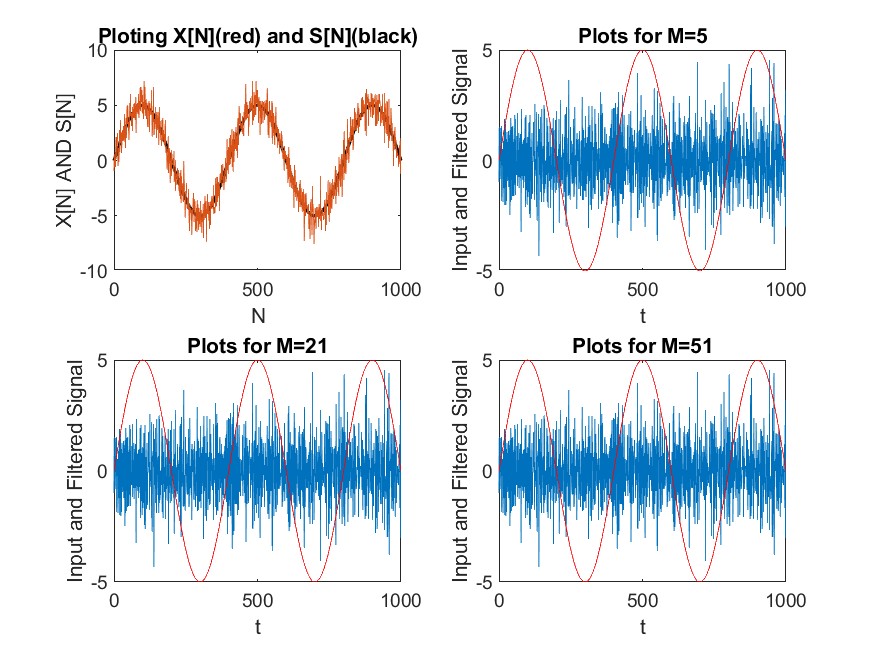 Ploting X[N](red) and S[N](black)
10
5
0
-5
-10
X[N] AND S[N]
0
500
1000
N
Plots for M=5
5
0
-5
Input and Filtered Signal
0
500
1000
t
Plots for M=21
5
0
-5
Input and Filtered Signal
0
500
1000
t
Plots for M=51
5
0
-5
Input and Filtered Signal
0
500
1000
t